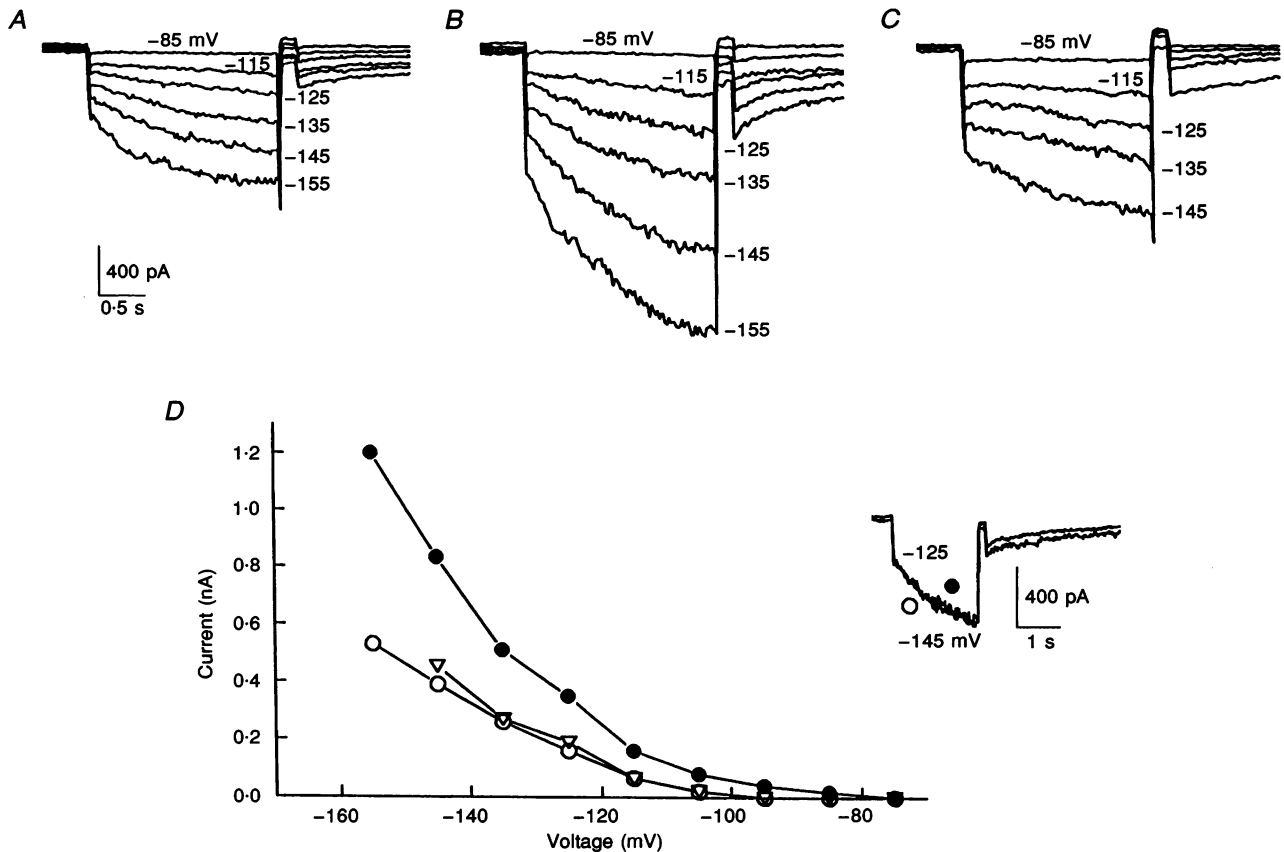 A
−85 mV
−115
−125
−135
−145
−155
400 pA
0·5 s
B
−85 mV
−115
−125
−135
−145
−155
C
−85 mV
−115
−125
−135
−145
D
1·2
1·0
0·8
0·6
0·4
0·2
0·0
Current (nA)
−160
−140
−120
−100
−80
Voltage (mV)
−125
−145 mV
400 pA
1 s